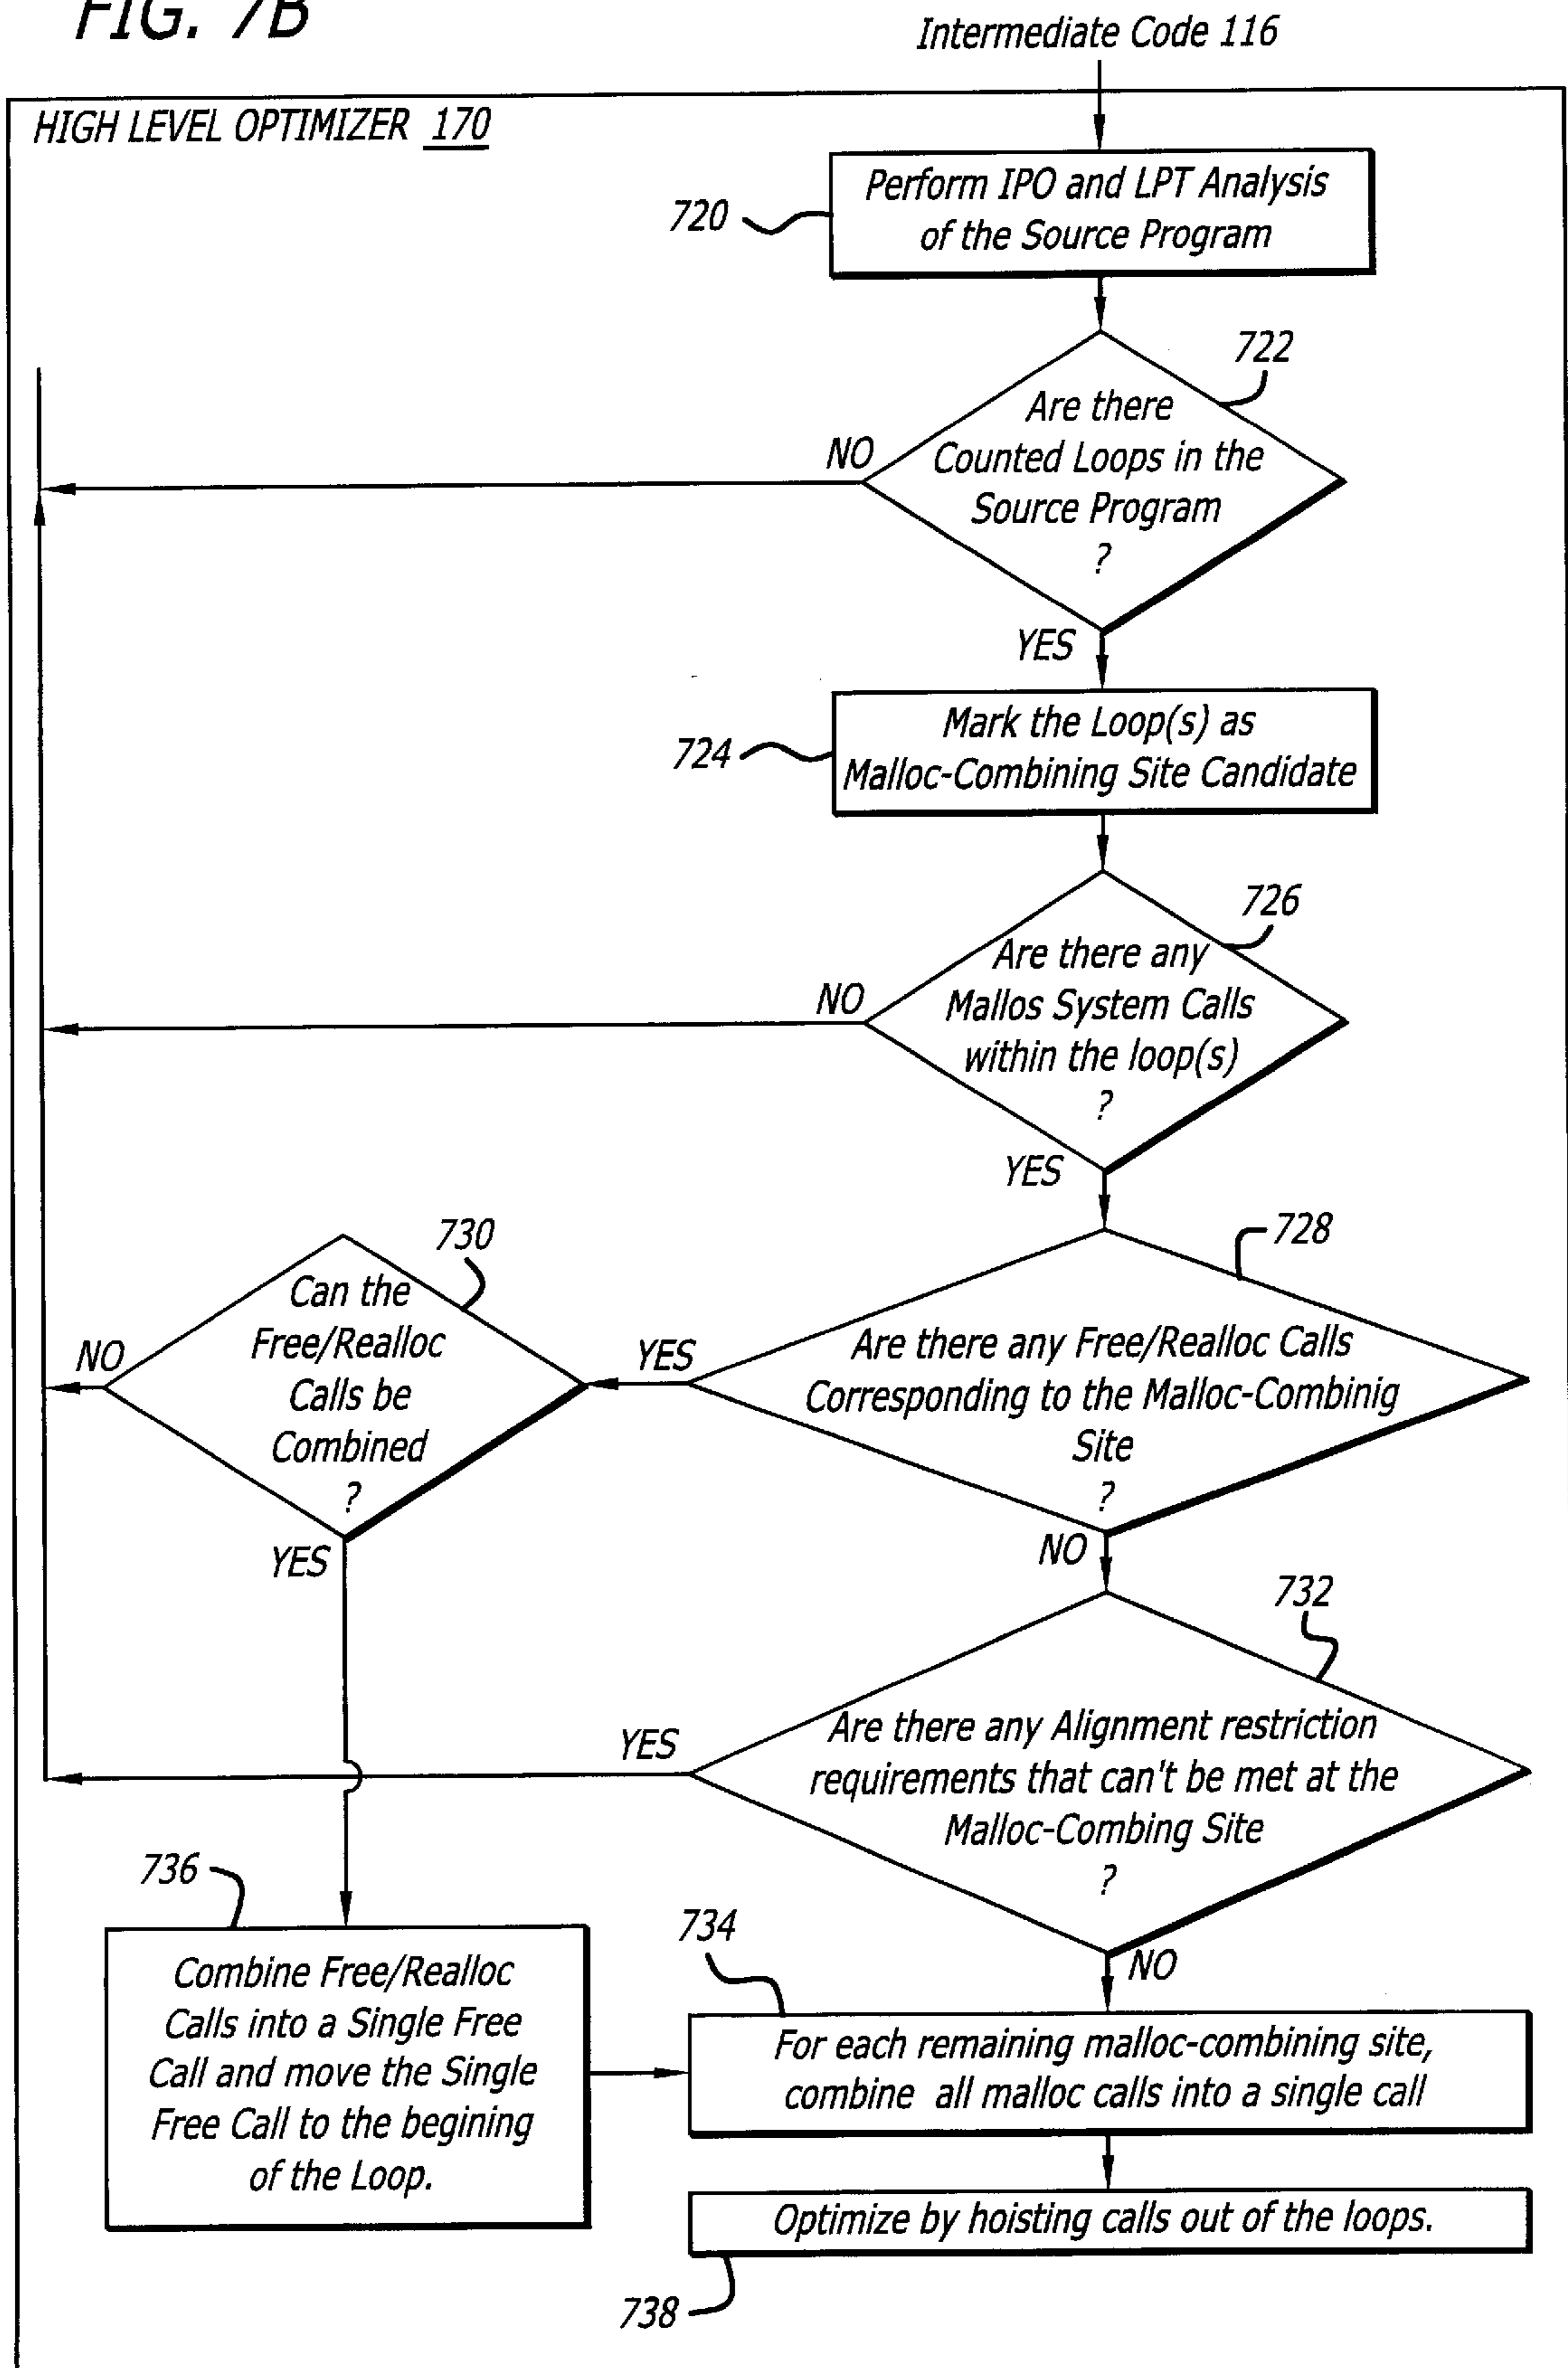 FIG. 7B
Intermediate Code 116
HIGH LEVEL OPTIMIZER 170
Perform IPO and LPT Analysis
of the Source Program
720
722
Are there
Counted Loops in the
Source Program
?
NO
YES
Mark the Loop(s) as
Malloc-Combining Site Candidate
724
726
Are there any
Mallos System Calls
within the loop(s)
?
NO
YES
728
Are there any Free/Realloc Calls
Corresponding to the Malloc-Combinig
Site
?
YES
NO
730
Can the
Free/Realloc
Calls be
Combined
?
NO
YES
732
Are there any Alignment restriction
requirements that can't be met at the
Malloc-Combing Site
?
YES
NO
736
Combine Free/Realloc
Calls into a Single Free
Call and move the Single
Free Call to the begining
of the Loop.
734
For each remaining malloc-combining site,
combine all malloc calls into a single call
Optimize by hoisting calls out of the loops.
738